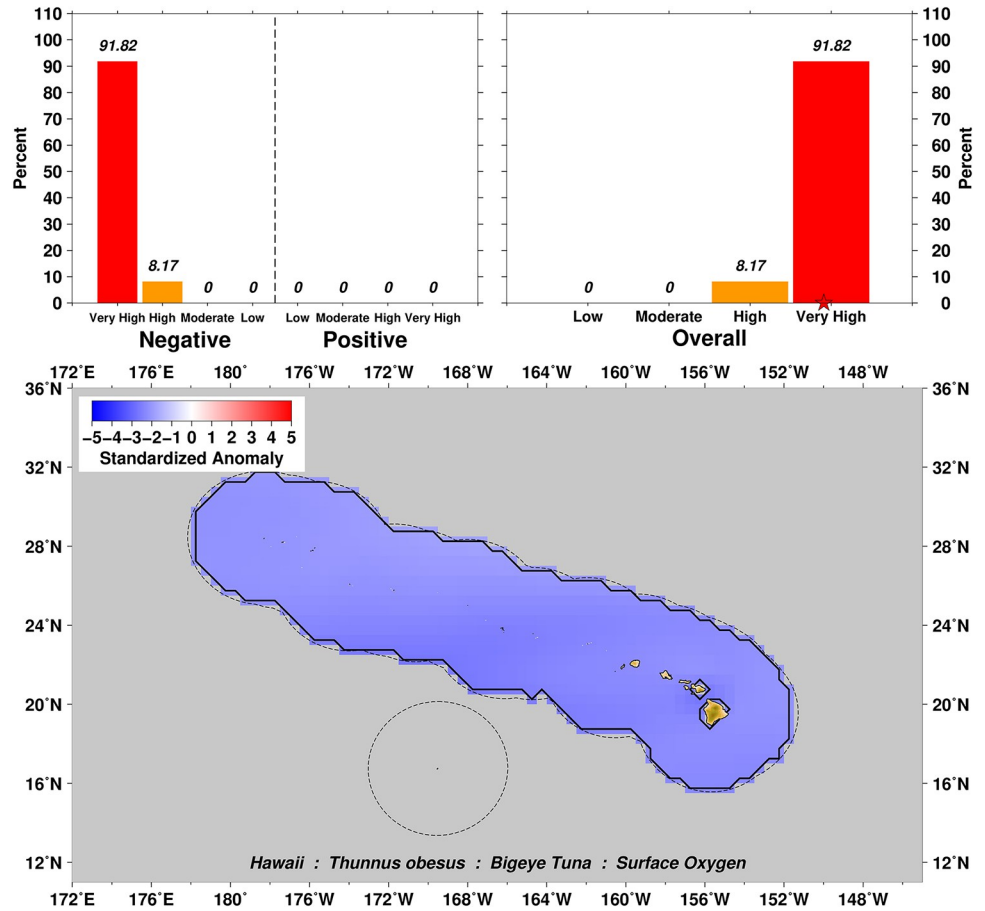 110
100
90
80
70
60
50
40
30
20
10
0
Percent
91.82
8.17
0 0 0 0 0 0
Very High High Moderate Low Low Moderate High Very High
Negative Positive
0 0 8.17 91.82
Low Moderate High Very High
Overall
110
100
90
80
70
60
50
40
30
20
10
0
Percent
172˚E 176˚E 180˚ 176˚W 172˚W 168˚W 164˚W 160˚W 156˚W 152˚W 148˚W
36˚N 36˚N
−5−4−3−2−1 0 1 2 3 4 5
Standardized Anomaly
32˚N 32˚N
28˚N 28˚N
24˚N 24˚N
20˚N 20˚N
16˚N 16˚N
12˚N 12˚N
Hawaii : Thunnus obesus : Bigeye Tuna : Surface Oxygen
172˚E 176˚E 180˚ 176˚W 172˚W 168˚W 164˚W 160˚W 156˚W 152˚W 148˚W